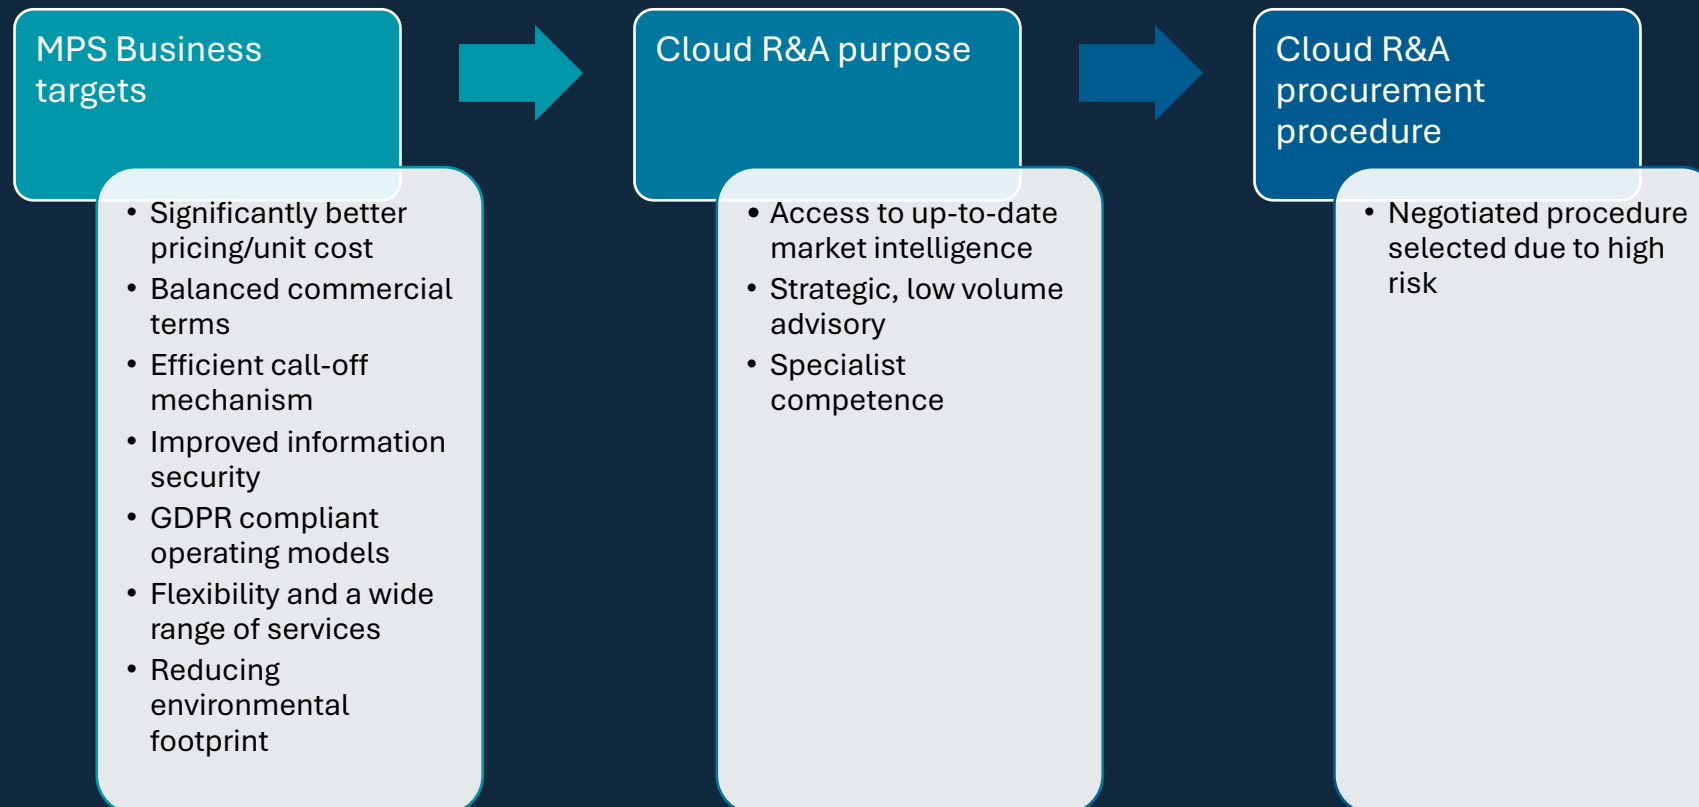 MPS Business
targets
• Significantly better
pricing/unit cost
• Balanced commercial
terms
• Efficient call-off
mechanism
• Improved information
security
• GDPR compliant
operating models
• Flexibility and a wide
range of services
• Reducing
environmental
footprint
Cloud R&A purpose
• Access to up-to-date
market intelligence
• Strategic, low volume
advisory
• Specialist
competence
Cloud R&A
procurement
procedure
• Negotiated procedure
selected due to high
risk